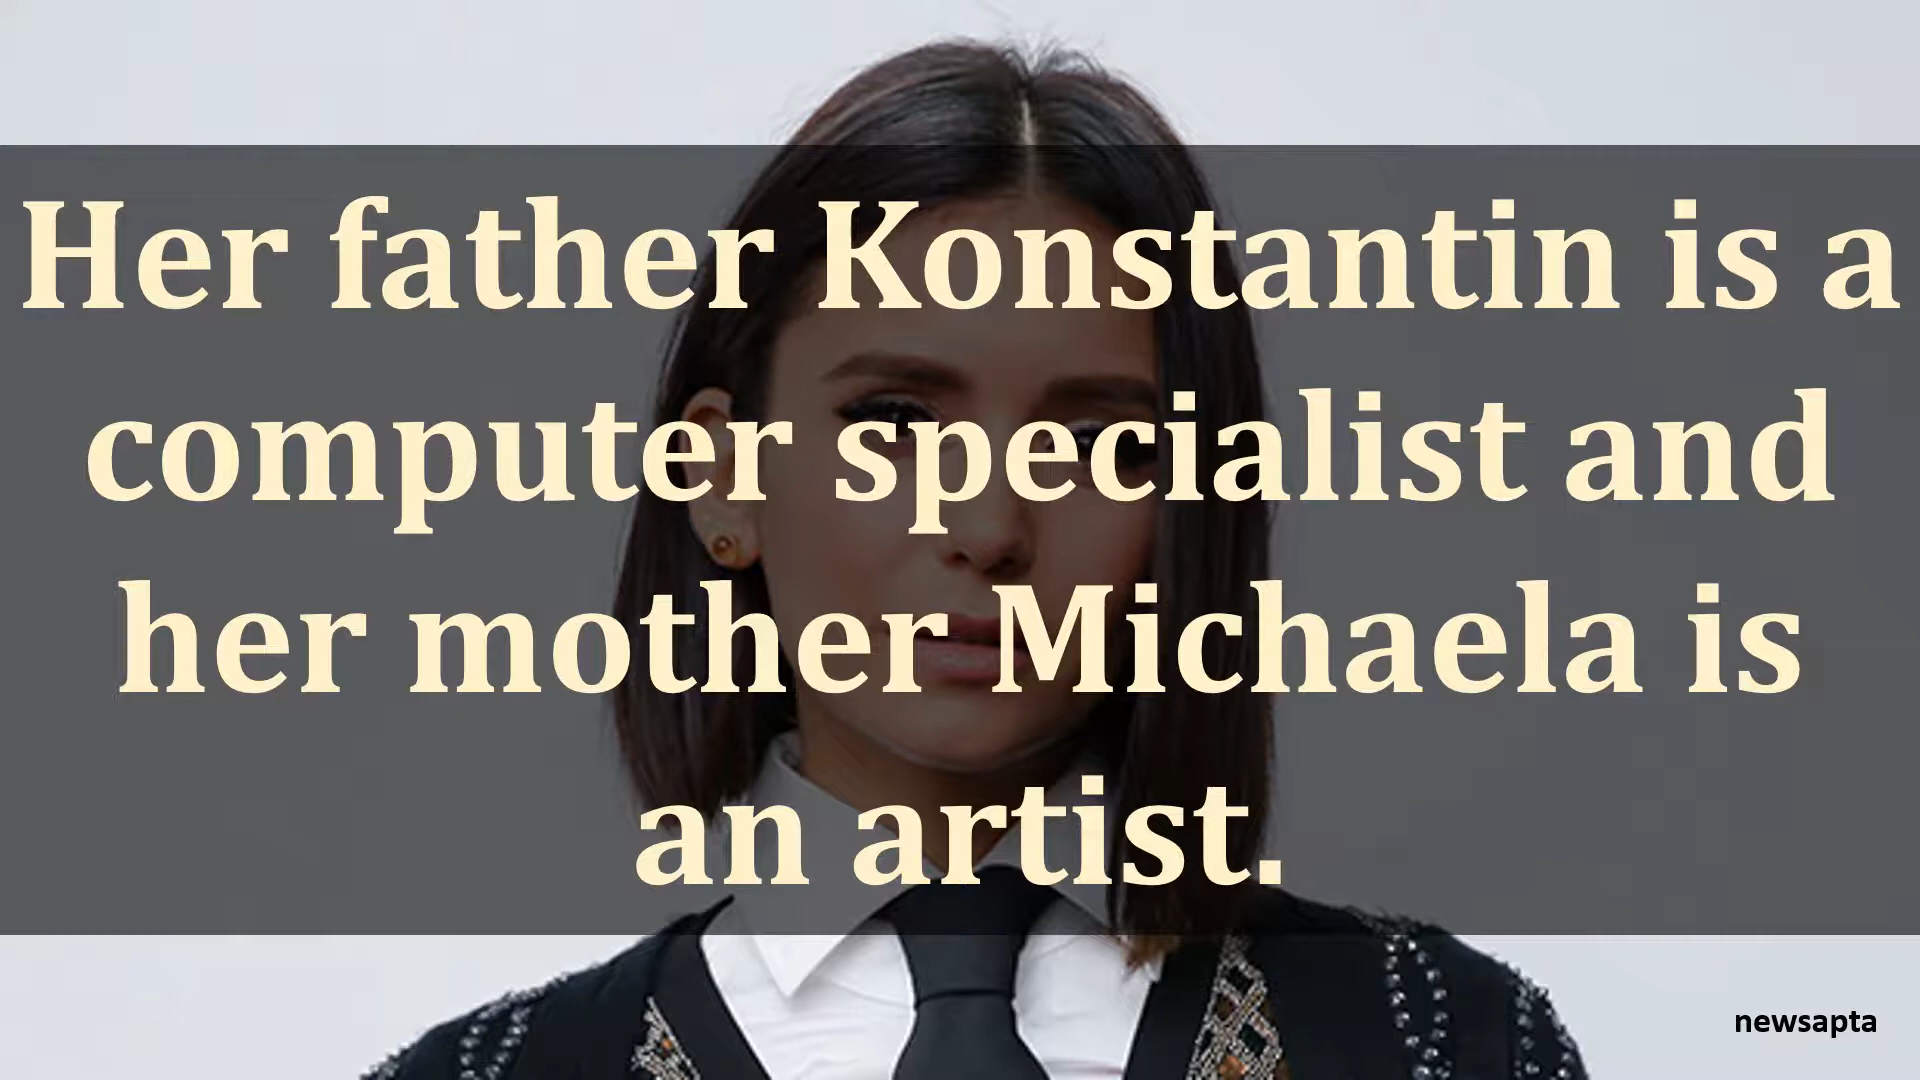 Her father Konstantin is a
computer specialist and
her mother Michaela is
an artist.
newsapta